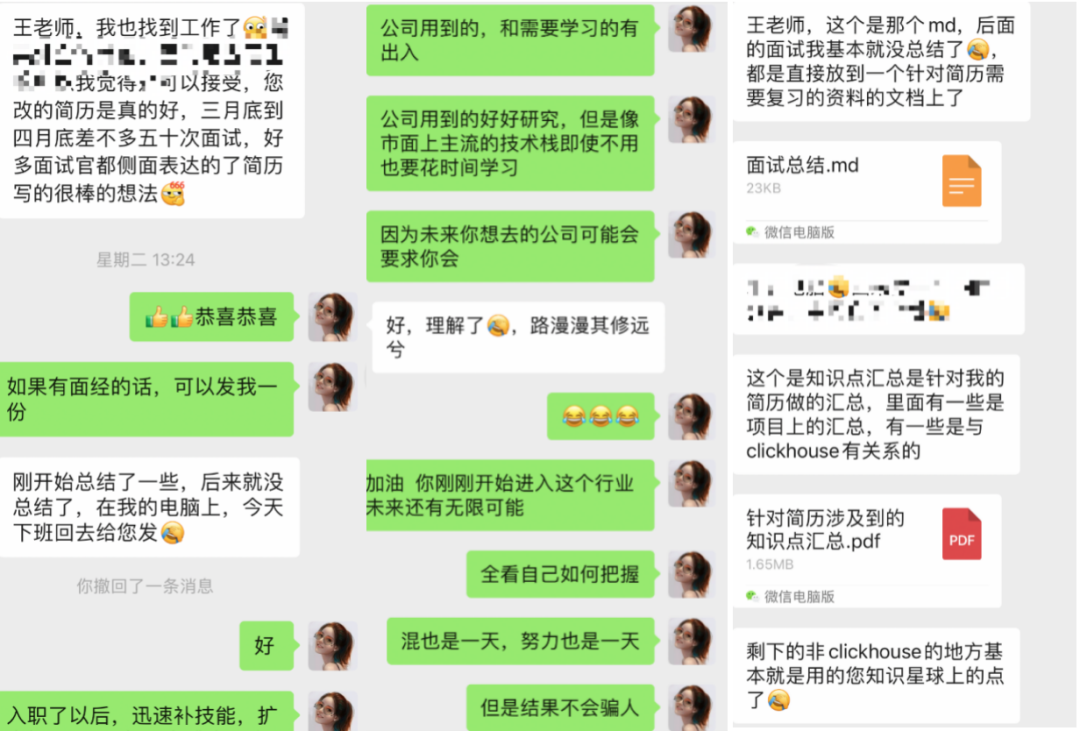 王老师，我也找到工作了
我觉得，可以接受，您
改的简历是真的好，三月底到
四月底差不多五十次面试，好
多面试官都侧面表达的了简历
写的很棒的想法
星期二 13:24
👍👍恭喜恭喜
如果有面经的话，可以发我一
份
刚开始总结了一些，后来就没
总结了，在我的电脑上，今天
下班回去给您发
你撤回了一条消息
好
入职了以后，迅速补技能，扩
公司用到的，和需要学习的有
出入
公司用到的好好研究，但是像
市面上主流的技术栈即使不用
也要花时间学习
因为未来你想去的公司可能会
要求你会
好，理解了，路漫漫其修远
兮
😂😂😂
加油 你刚刚开始进入这个行业
未来还有无限可能
全看自己如何把握
混也是一天，努力也是一天
但是结果不会骗人
王老师，这个是那个md，后面
的面试我基本就没总结了，
都是直接放到一个针对简历需
要复习的资料的文档上了
面试总结.md
23KB
微信电脑版
这个是知识点汇总是针对我的
简历做的汇总，里面有一些是
项目上的汇总，有一些是与
clickhouse有关系的
针对简历涉及到的
知识点汇总.pdf
PDF
1.65MB
微信电脑版
剩下的非clickhouse的地方基
本就是用的您知识星球上的点
了